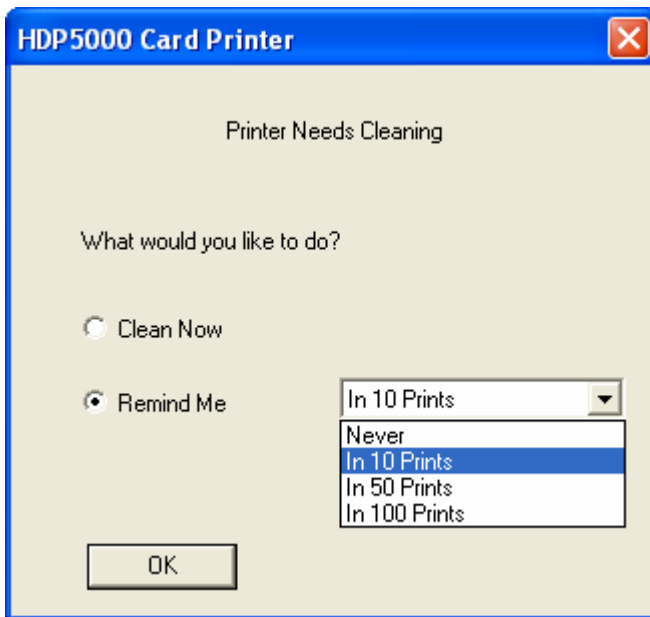 HDP5000 Card Printer
Printer Needs Cleaning
What would you like to do?
Clean Now
Remind Me
In 10 Prints
Never
In 10 Prints
In 50 Prints
In 100 Prints
OK